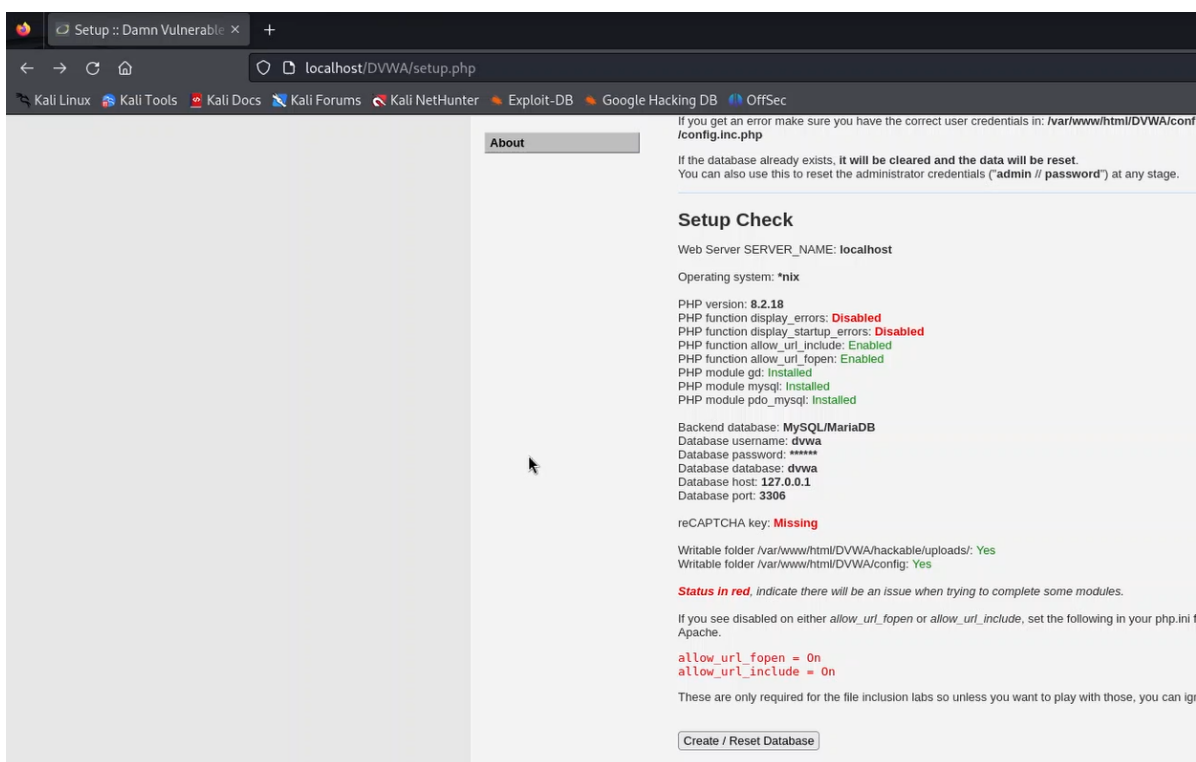 Setup :: Damn Vulnerable
localhost/DVWA/setup.php
Kali Linux Kali Tools Kali Docs Kali Forums Kali NetHunter Exploit-DB Google Hacking DB OffSec
If you get an error make sure you have the correct user credentials in: /var/www/html/DVWA/conf
/config.inc.php
About
If the database already exists, it will be cleared and the data will be reset.
You can also use this to reset the administrator credentials ("admin // password") at any stage.
Setup Check
Web Server SERVER_NAME: localhost
Operating system: *nix
PHP version: 8.2.18
PHP function display_errors: Disabled
PHP function display_startup_errors: Disabled
PHP function allow_url_include: Enabled
PHP function allow_url_fopen: Enabled
PHP module gd: Installed
PHP module mysql: Installed
PHP module pdo_mysql: Installed
Backend database: MySQL/MariaDB
Database username: dvwa
Database password: ******
Database database: dvwa
Database host: 127.0.0.1
Database port: 3306
reCAPTCHA key: Missing
Writable folder /var/www/html/DVWA/hackable/uploads/: Yes
Writable folder /var/www/html/DVWA/config: Yes
Status in red, indicate there will be an issue when trying to complete some modules.
If you see disabled on either allow_url_fopen or allow_url_include, set the following in your php.ini
Apache.
allow_url_fopen = On
allow_url_include = On
These are only required for the file inclusion labs so unless you want to play with those, you can
Create / Reset Database